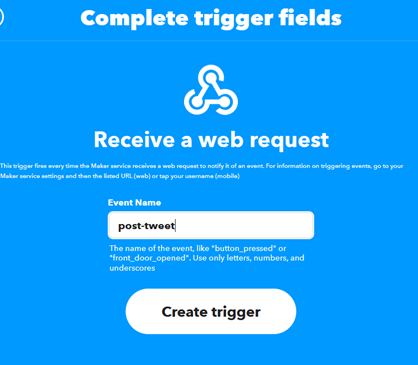 Complete trigger fields
Receive a web request
This trigger fires every time the Maker service receives a web request to notify it of an event. For information on triggering events, go to your
Maker service settings and then the listed URL (web) or tap your username (mobile)
Event Name
post-tweet
The name of the event, like "button_pressed" or
"front_door_opened". Use only letters, numbers, and
underscores
Create trigger